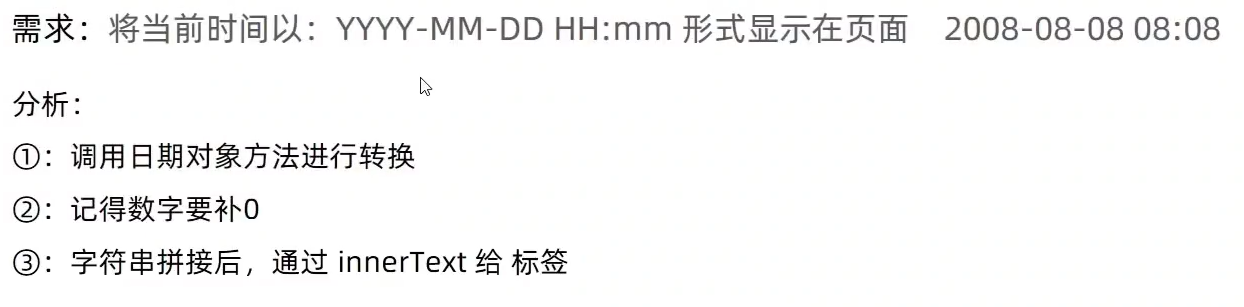 需求：将当前时间以：YYYY-MM-DD HH:mm 形式显示在页面 2008-08-08 08:08
分析：
①：调用日期对象方法进行转换
②：记得数字要补0
③：字符串拼接后，通过 innerText 给 标签